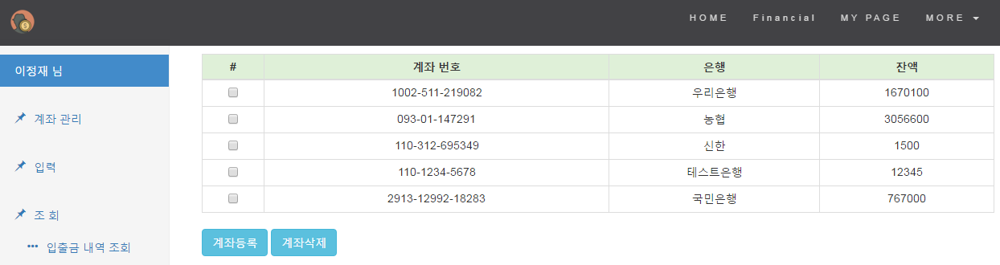 HOME Financial MY PAGE MORE
이정재 님
계좌 관리
입력
조 회
입출금 내역 조회
# 계좌 번호 은행 잔액
1002-511-219082 우리은행 1670100
093-01-147291 농협 3056600
110-312-695349 신한 1500
110-1234-5678 테스트은행 12345
2913-12992-18283 국민은행 767000
계좌등록 계좌삭제